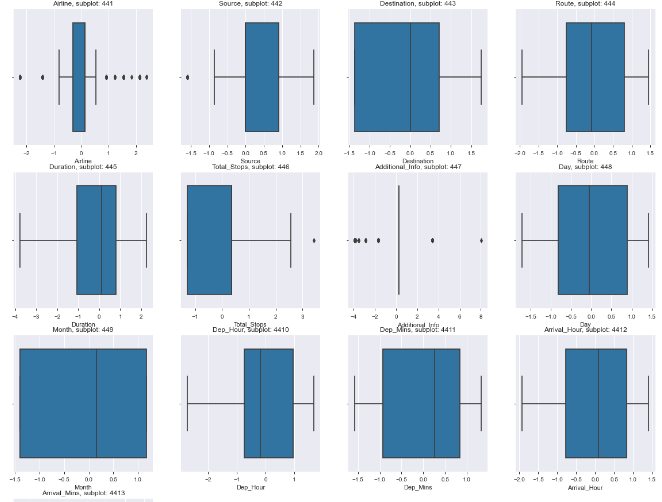 Airline, subplot: 441
Source, subplot: 442
Destination, subplot: 443
Route, subplot: 444
−2 −1 0 1 2
−1.5 −1.0 −0.5 0.0 0.5 1.0 1.5 2.0
−1.5 −1.0 −0.5 0.0 0.5 1.0 1.5
−2.0 −1.5 −1.0 −0.5 0.0 0.5 1.0 1.5
Airline
Source
Destination
Route
Duration, subplot: 445
Total_Stops, subplot: 446
Additional_Info, subplot: 447
Day, subplot: 448
−4 −3 −2 −1 0 1 2
−1 0 1 2 3
−4 −2 0 2 4 6 8
−1.5 −1.0 −0.5 0.0 0.5 1.0 1.5
Duration
Total_Stops
Additional_Info
Day
Month, subplot: 449
Dep_Hour, subplot: 4410
Dep_Mins, subplot: 4411
Arrival_Hour, subplot: 4412
−1.5 −1.0 −0.5 0.0 0.5 1.0
−2 −1 0 1
−1.5 −1.0 −0.5 0.0 0.5 1.0
−2.0 −1.5 −1.0 −0.5 0.0 0.5 1.0 1.5
Month
Dep_Hour
Dep_Mins
Arrival_Hour
Arrival_Mins, subplot: 4413